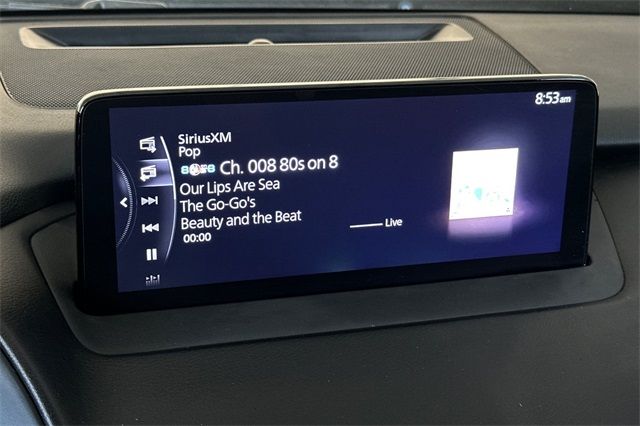 8:53am
SiriusXM
Pop
Ch. 008 80s on 8
Our Lips Are Sea
The Go-Go's
Beauty and the Beat
00:00
Live